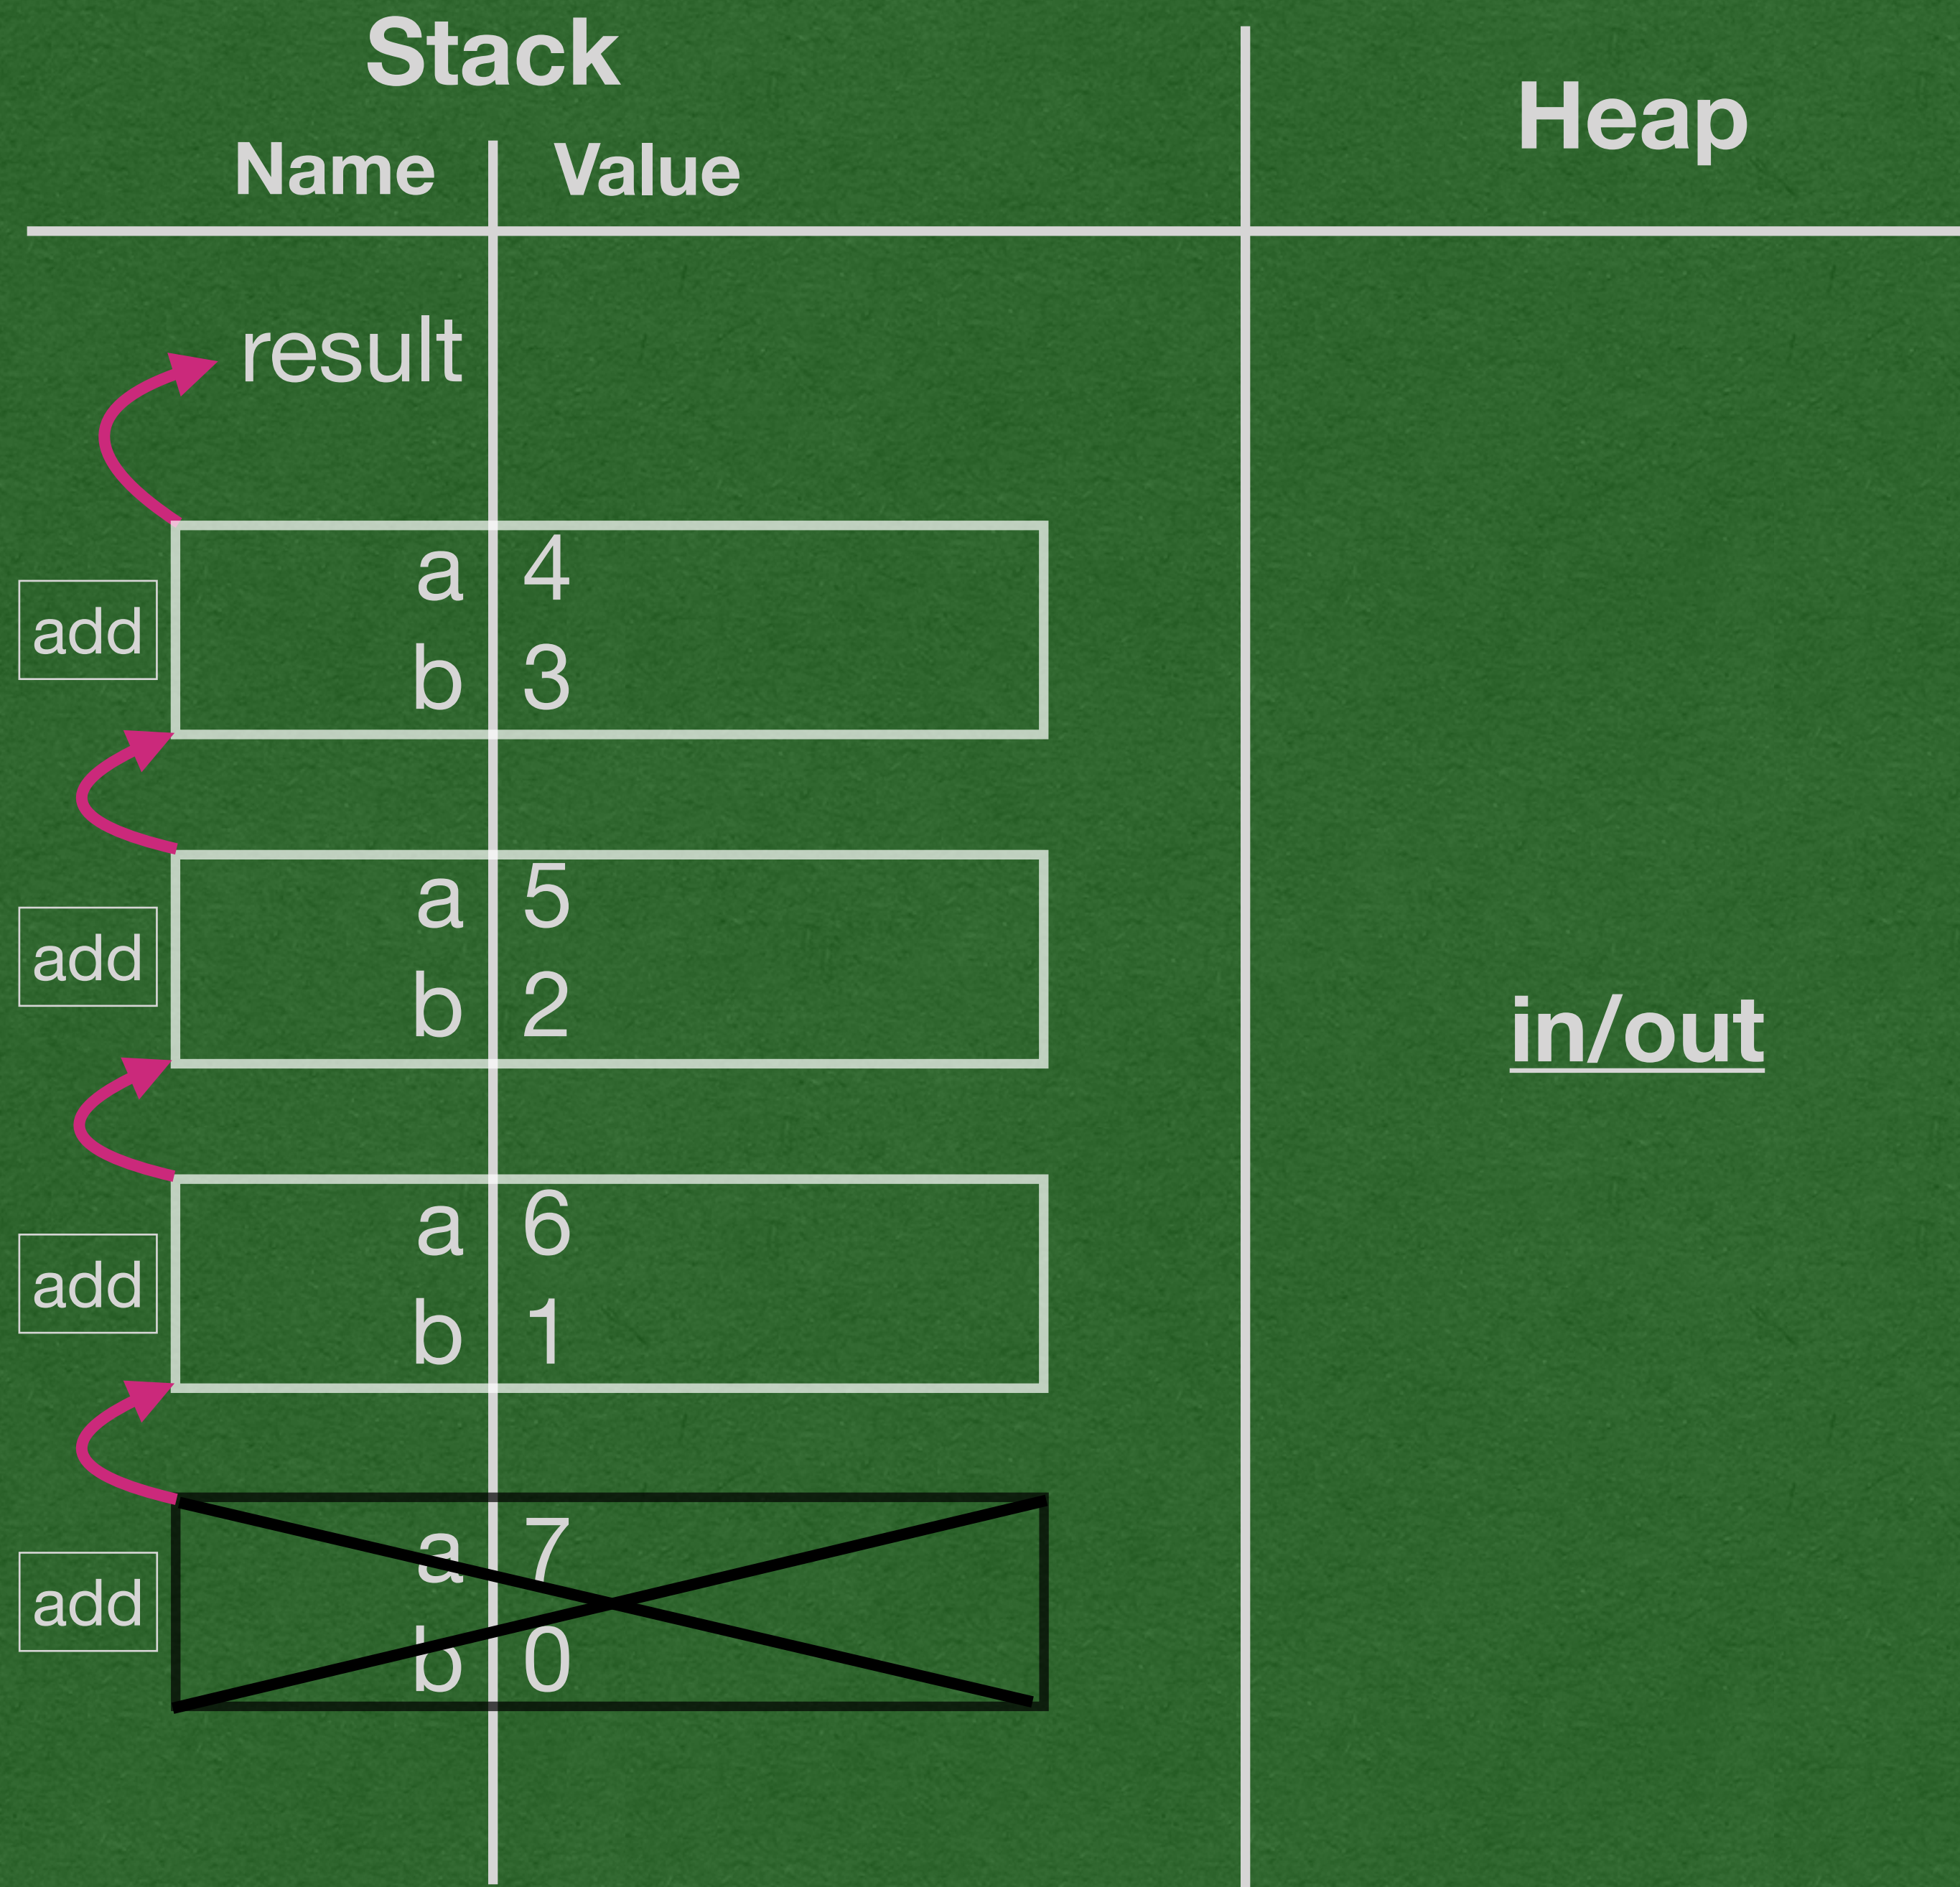 Stack
Heap
Name Value
result
a 4
add
b 3
a 5
add
b 2
in/out
a 6
add
b 1
a 7
add
b 0